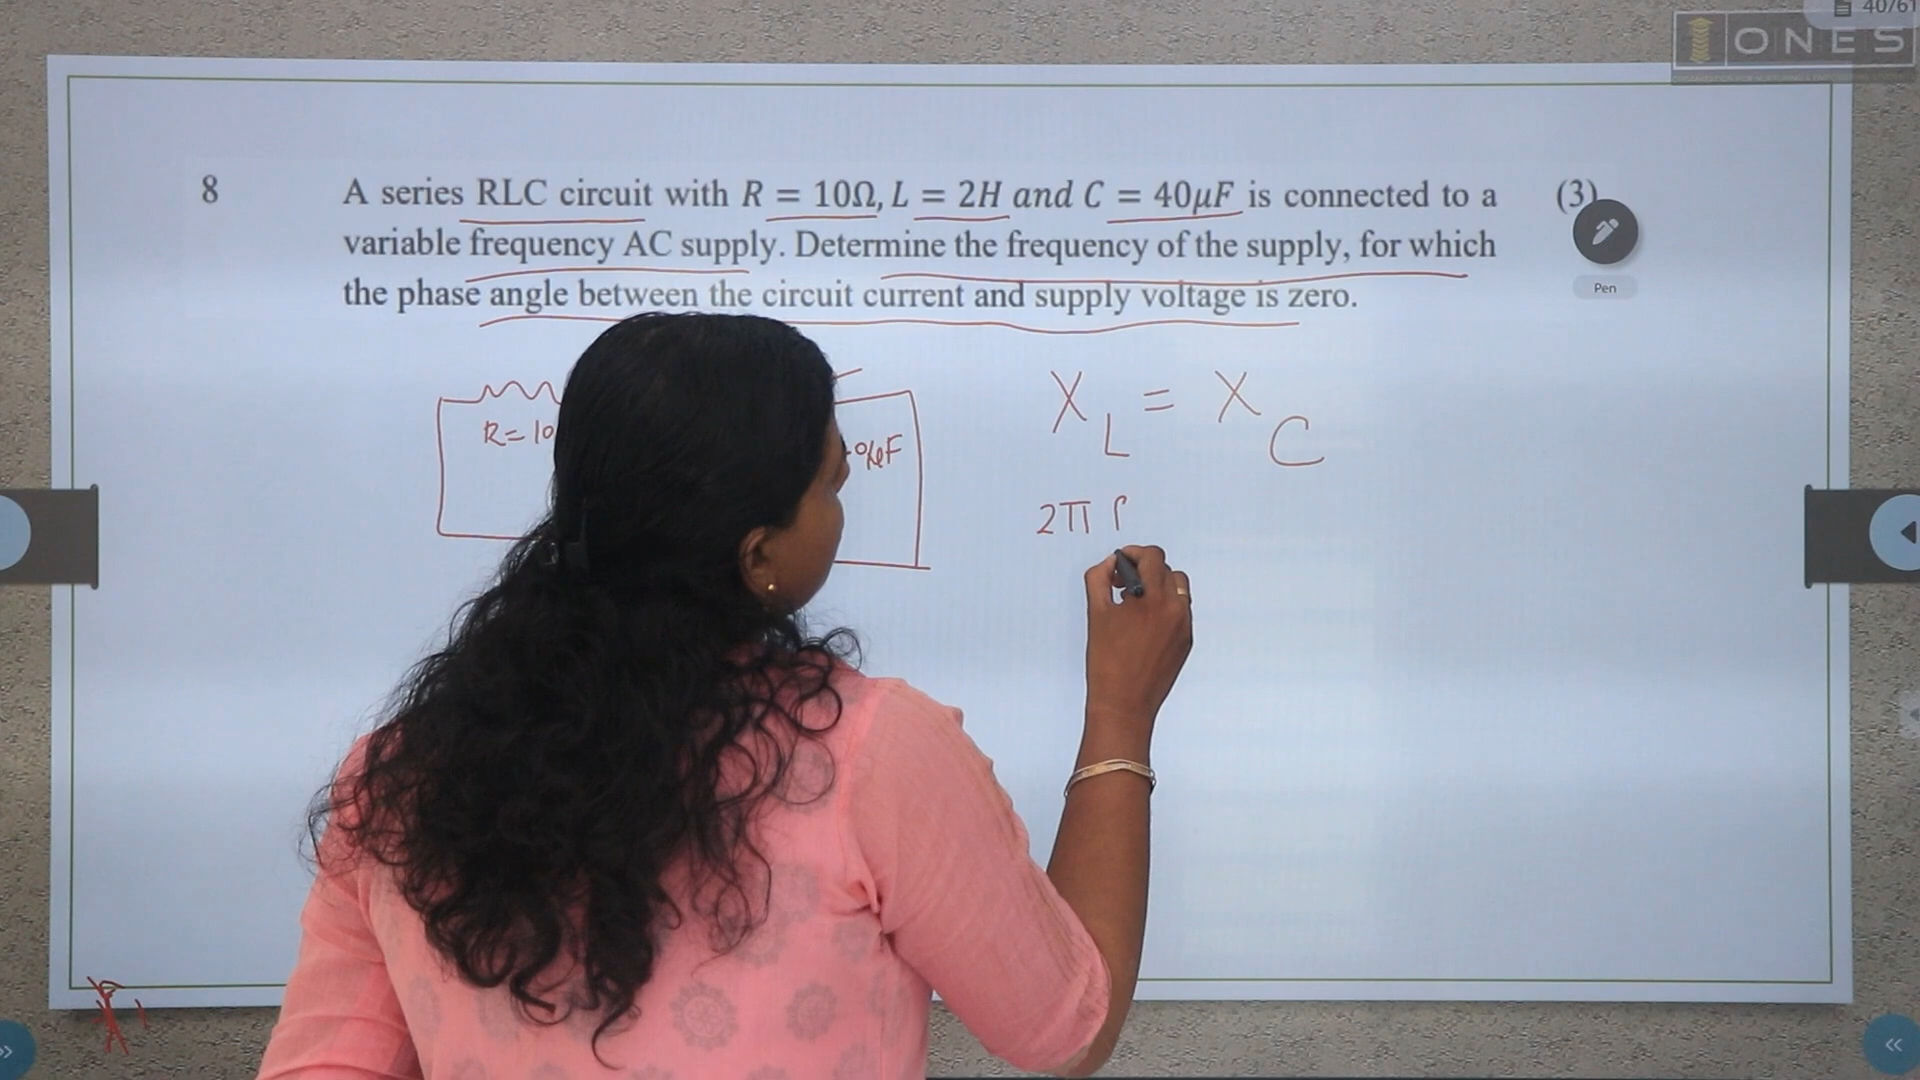 40/61
ONES
8 A series RLC circuit with R = 10Ω, L = 2H and C = 40μF is connected to a (3)
variable frequency AC supply. Determine the frequency of the supply, for which
the phase angle between the circuit current and supply voltage is zero.
Pen
X_L = X_C
R = 10
0μF
2π f